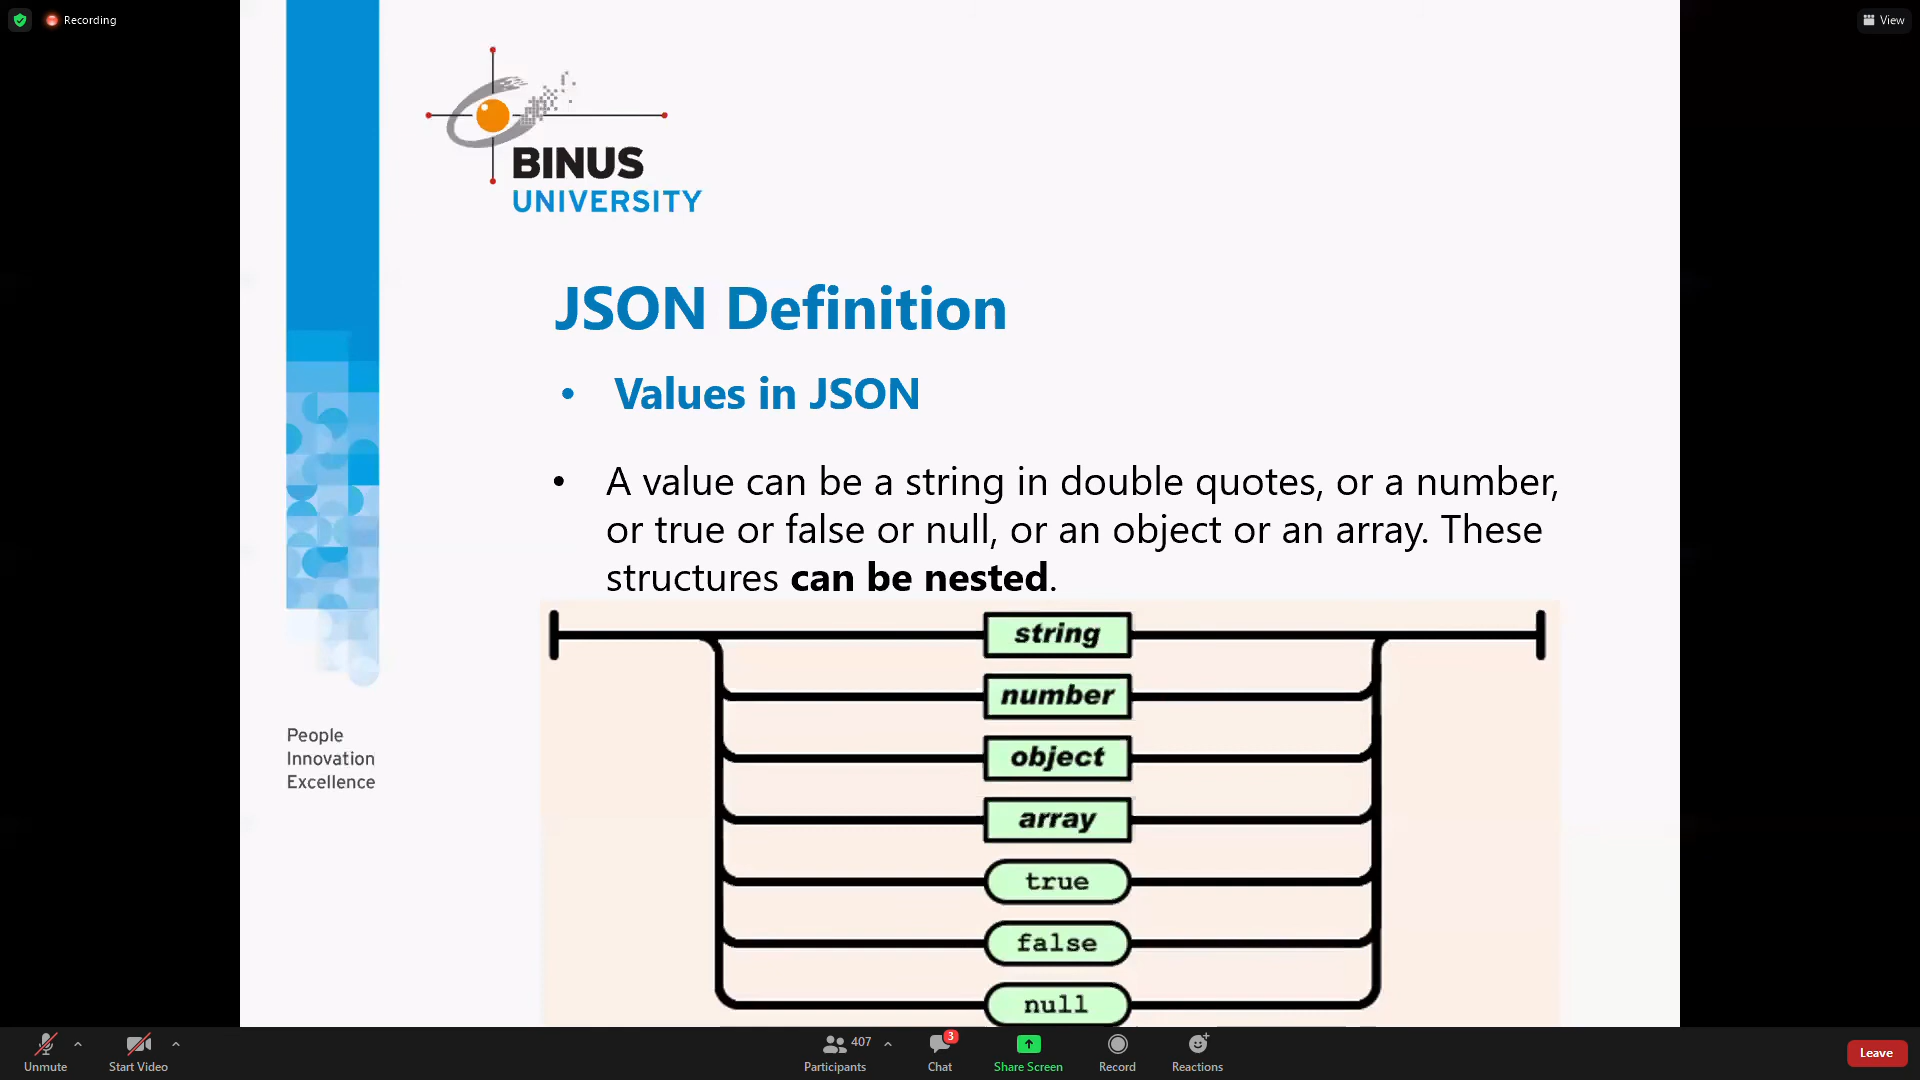 Recording
View
BINUS
UNIVERSITY
JSON Definition
• Values in JSON
• A value can be a string in double quotes, or a number,
or true or false or null, or an object or an array. These
structures can be nested.
string
number
object
array
true
false
null
People
Innovation
Excellence
Unmute
Start Video
407
Participants
3
Chat
Share Screen
Record
Reactions
Leave